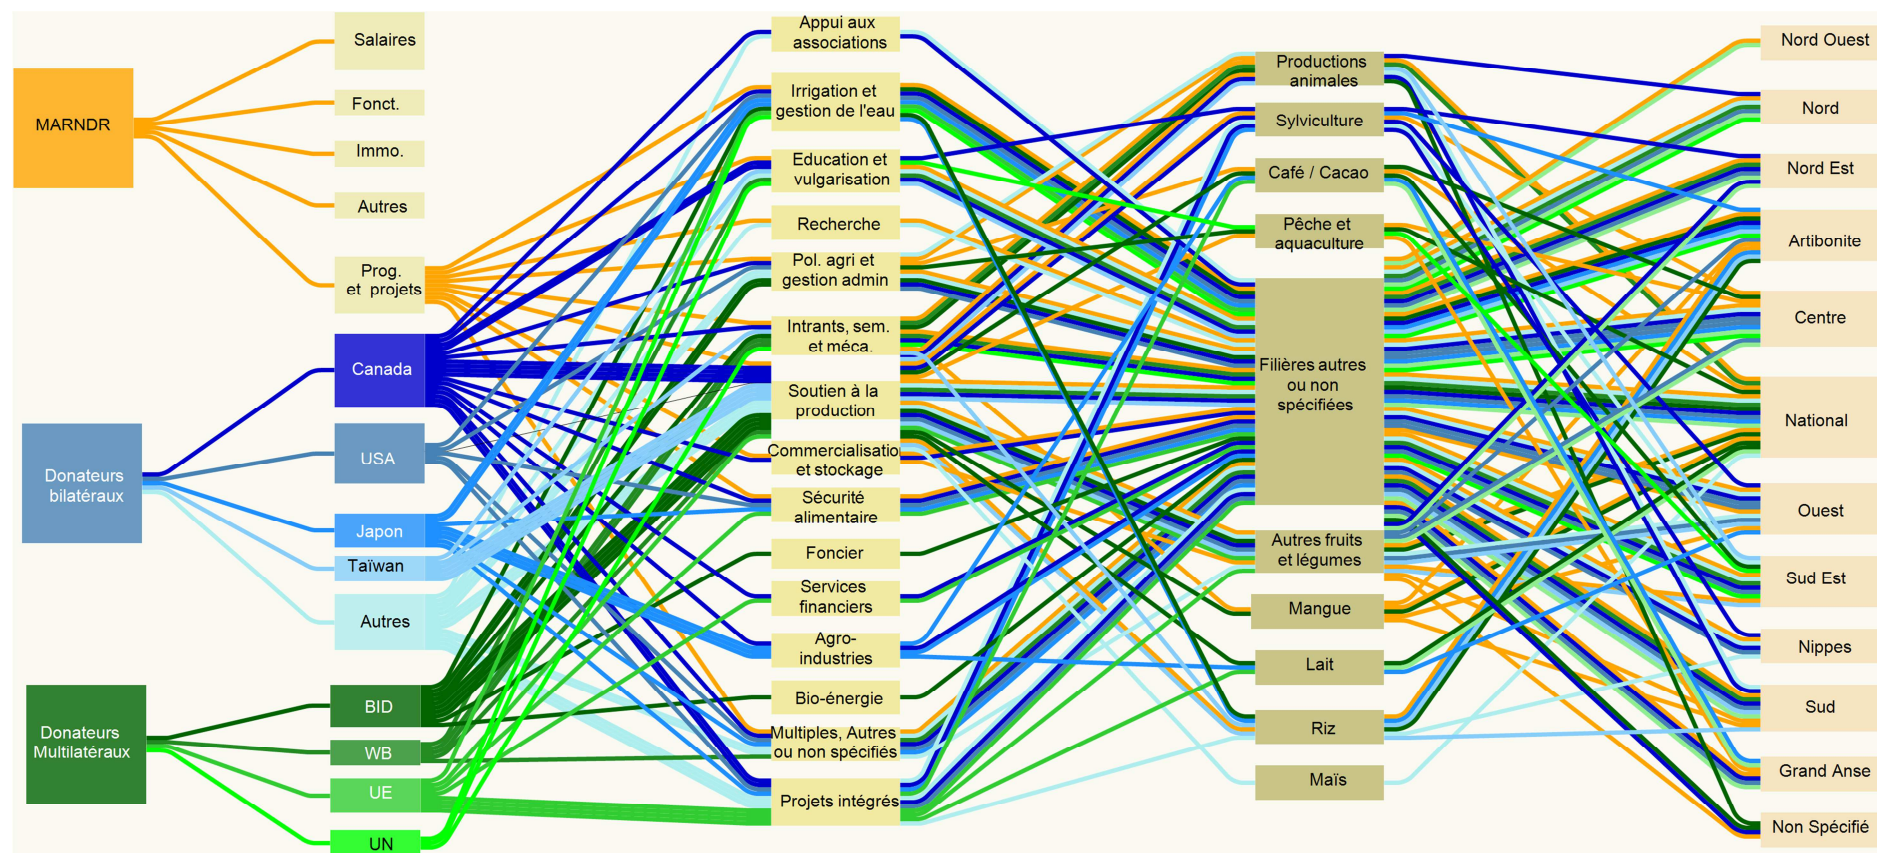 MARNDR
Donateurs
bilatéraux
Donateurs
Multilatéraux
Salaires
Fonct.
Immo.
Autres
Prog.
et projets
Canada
USA
Japon
Taïwan
Autres
BID
WB
UE
UN
Appui aux
associations
Irrigation et
gestion de l'eau
Education et
vulgarisation
Recherche
Pol. agri et
gestion admin
Intrants, sem.
et méca.
Soutien à la
production
Commercialisatio
et stockage
Sécurité
alimentaire
Foncier
Services
financiers
Agro-
industries
Bio-énergie
Multiples, Autres
ou non spécifiés
Projets intégrés
Productions
animales
Sylviculture
Café / Cacao
Pêche et
aquaculture
Filières autres
ou non
spécifiées
Autres fruits
et légumes
Mangue
Lait
Riz
Maïs
Nord Ouest
Nord
Nord Est
Artibonite
Centre
National
Ouest
Sud Est
Nippes
Sud
Grand Anse
Non Spécifié